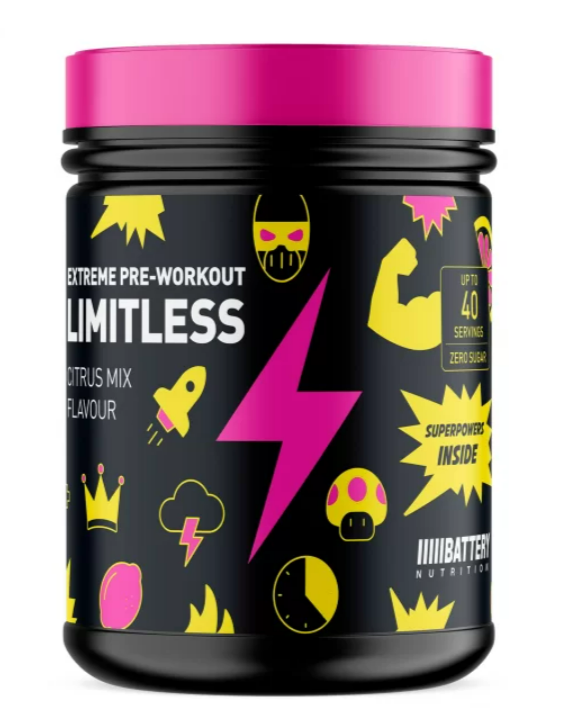 EXTREME PRE-WORKOUT
LIMITLESS
CITRUS MIX
FLAVOUR
UP TO
40
SERVINGS
ZERO SUGAR
SUPERPOWERS
INSIDE
BATTERY
NUTRITION